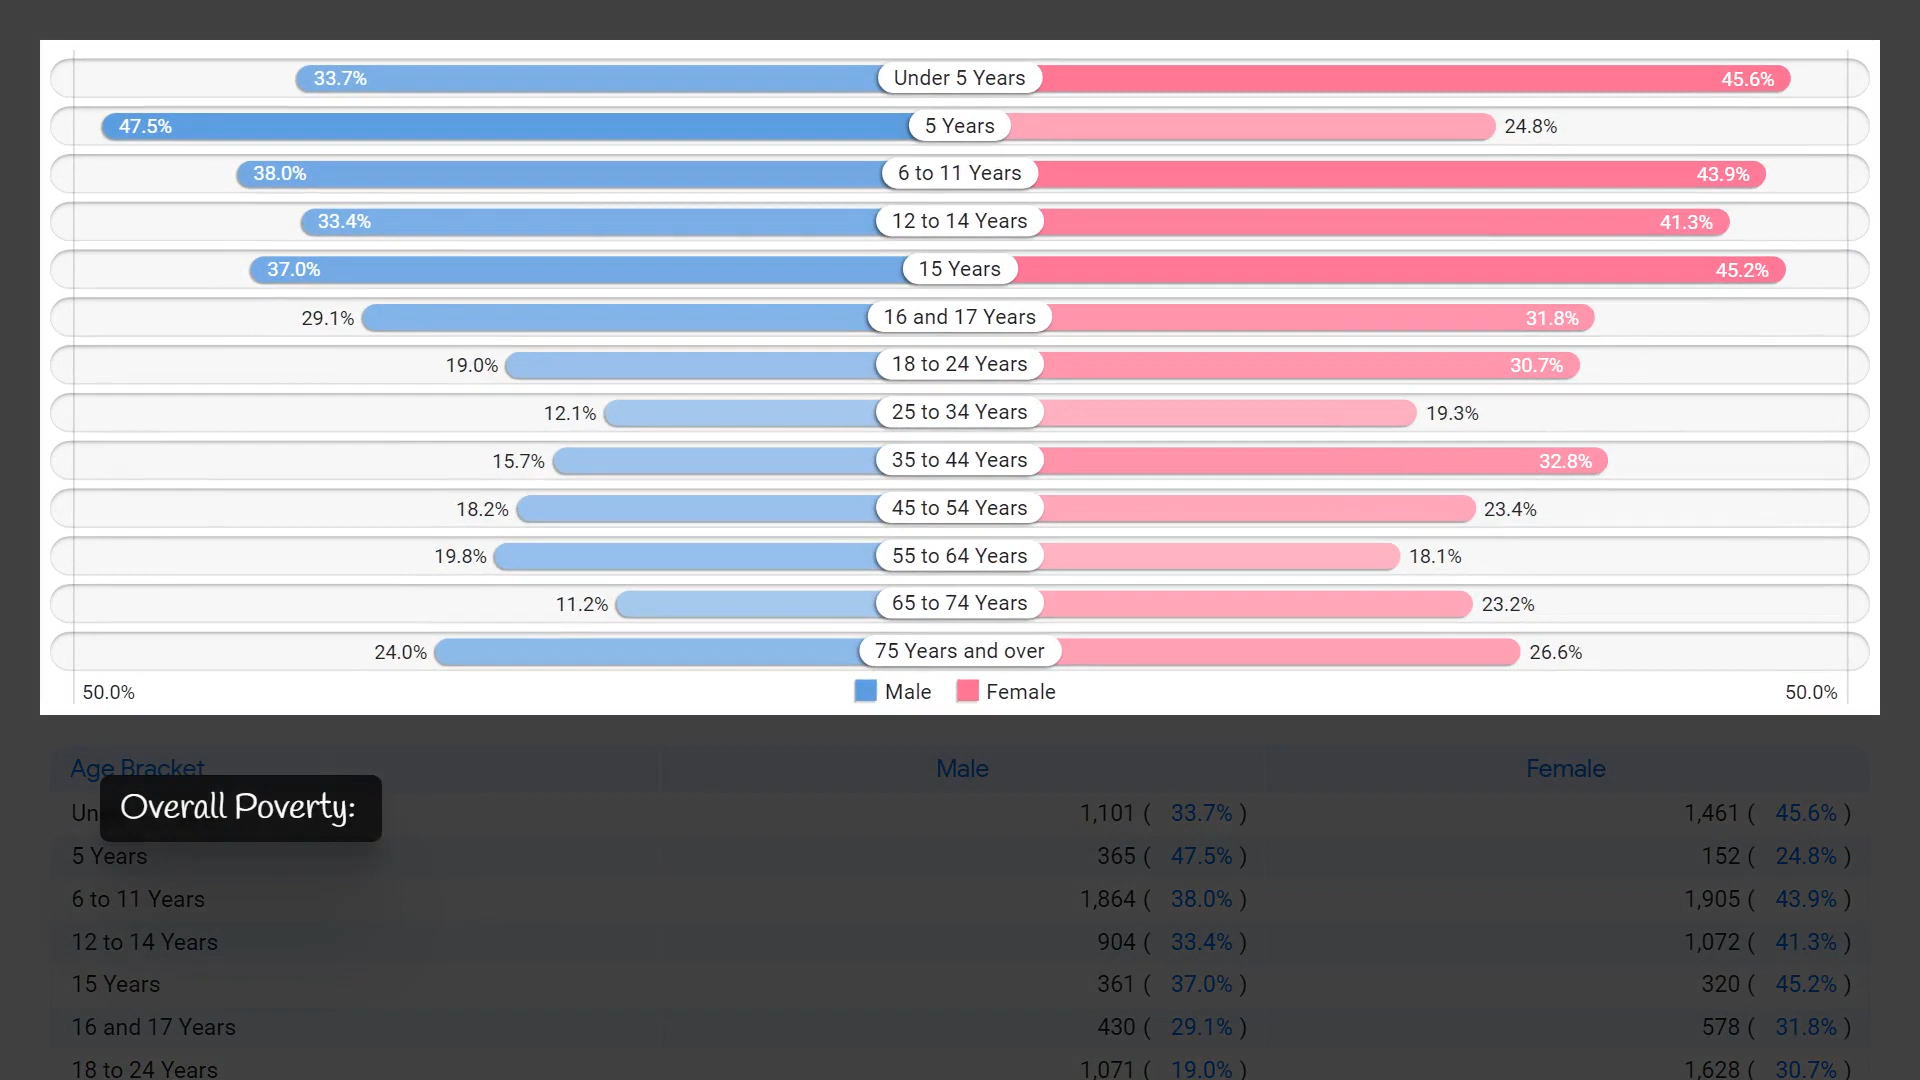 33.7% Under 5 Years 45.6%
47.5% 5 Years 24.8%
38.0% 6 to 11 Years 43.9%
33.4% 12 to 14 Years 41.3%
37.0% 15 Years 45.2%
29.1% 16 and 17 Years 31.8%
19.0% 18 to 24 Years 30.7%
12.1% 25 to 34 Years 19.3%
15.7% 35 to 44 Years 32.8%
18.2% 45 to 54 Years 23.4%
19.8% 55 to 64 Years 18.1%
11.2% 65 to 74 Years 23.2%
24.0% 75 Years and over 26.6%
50.0% Male Female 50.0%
Age Bracket Male Female
Overall Poverty:
1,101 ( 33.7% ) 1,461 ( 45.6% )
5 Years 365 ( 47.5% ) 152 ( 24.8% )
6 to 11 Years 1,864 ( 38.0% ) 1,905 ( 43.9% )
12 to 14 Years 904 ( 33.4% ) 1,072 ( 41.3% )
15 Years 361 ( 37.0% ) 320 ( 45.2% )
16 and 17 Years 430 ( 29.1% ) 578 ( 31.8% )
18 to 24 Years 1,071 ( 19.0% ) 1,628 ( 30.7% )